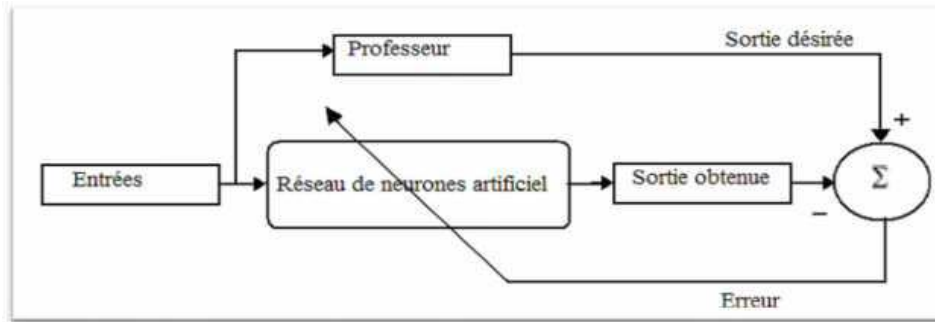 Professeur
Sortie désirée
+
Entrées
Réseau de neurones artificiel
Sortie obtenue
Σ
−
Erreur